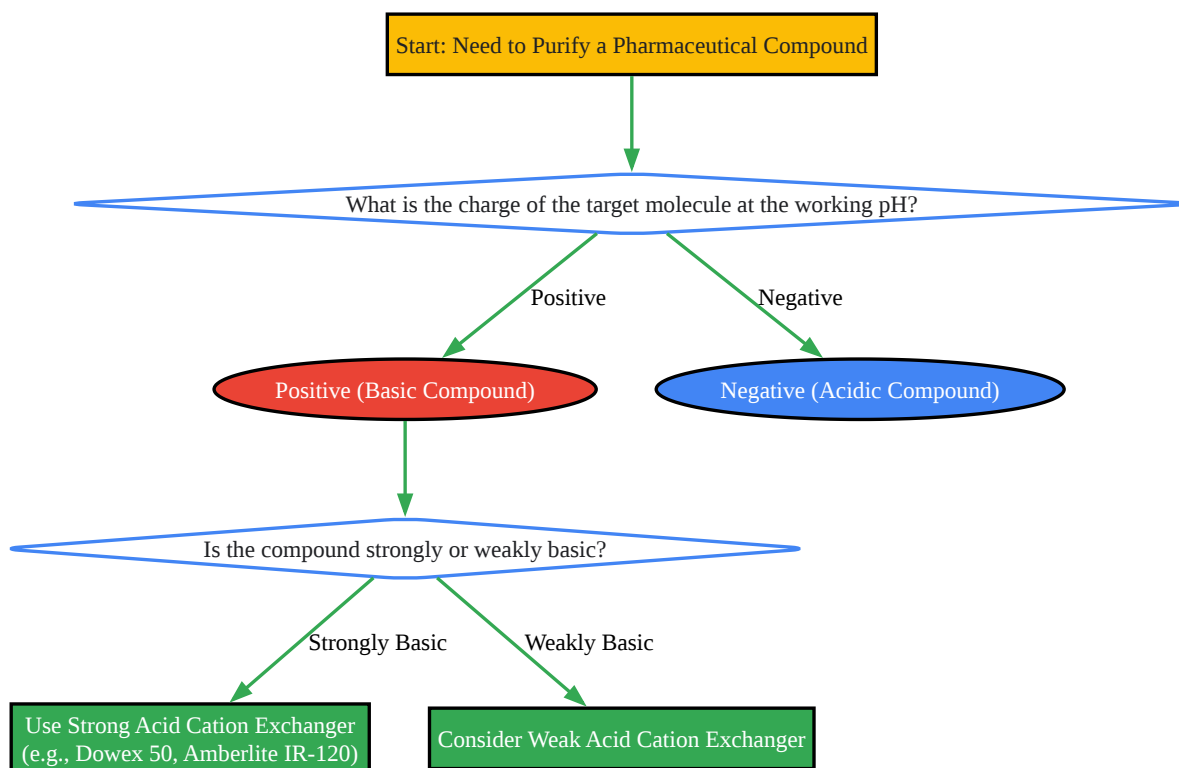 Start: Need to Purify a Pharmaceutical Compound
What is the charge of the target molecule at the working pH?
Positive
Negative
Positive (Basic Compound)
Negative (Acidic Compound)
Is the compound strongly or weakly basic?
Strongly Basic
Weakly Basic
Use Strong Acid Cation Exchanger
(e.g., Dowex 50, Amberlite IR-120)
Consider Weak Acid Cation Exchanger